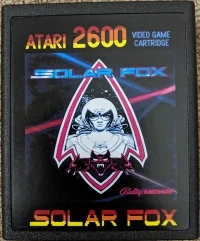 ATARI 2600 VIDEO GAME
CARTRIDGE
SOLAR FOX
Bally MIDWAY
SOLAR FOX